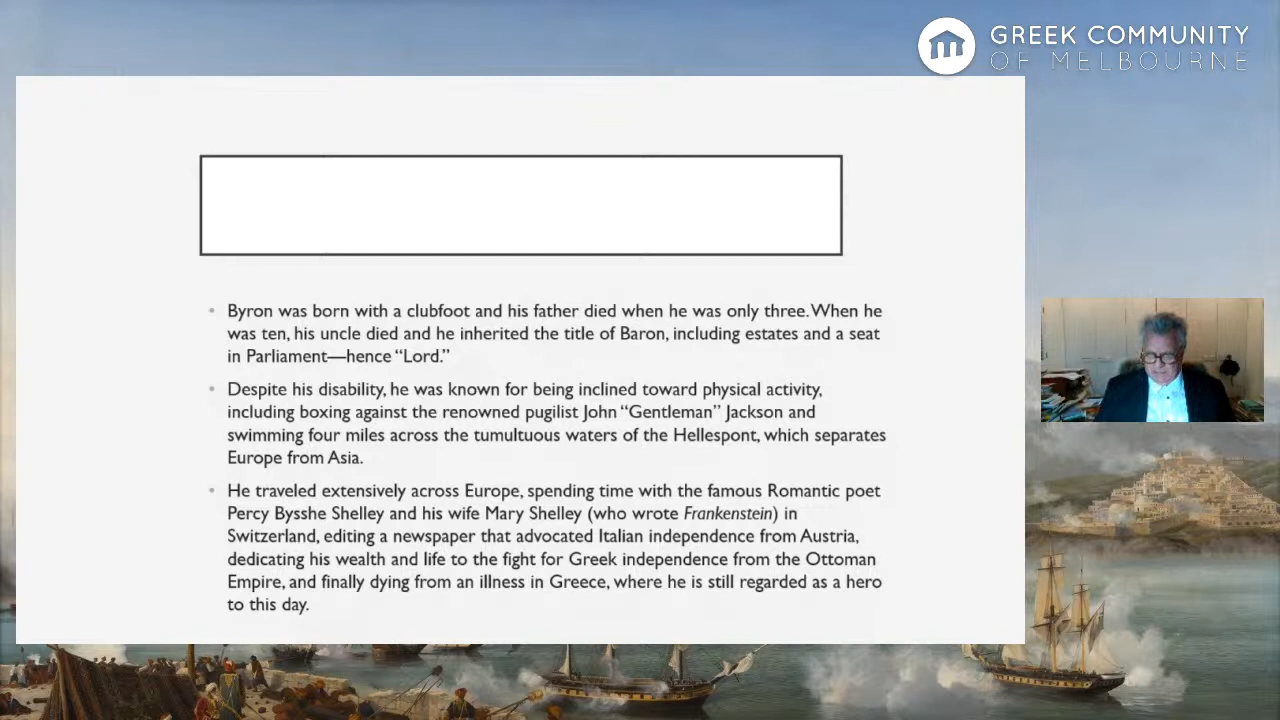 GREEK COMMUNITY
OF MELBOURNE
• Byron was born with a clubfoot and his father died when he was only three. When he
was ten, his uncle died and he inherited the title of Baron, including estates and a seat
in Parliament—hence “Lord.”
• Despite his disability, he was known for being inclined toward physical activity,
including boxing against the renowned pugilist John “Gentleman” Jackson and
swimming four miles across the tumultuous waters of the Hellespont, which separates
Europe from Asia.
• He traveled extensively across Europe, spending time with the famous Romantic poet
Percy Bysshe Shelley and his wife Mary Shelley (who wrote Frankenstein) in
Switzerland, editing a newspaper that advocated Italian independence from Austria,
dedicating his wealth and life to the fight for Greek independence from the Ottoman
Empire, and finally dying from an illness in Greece, where he is still regarded as a hero
to this day.